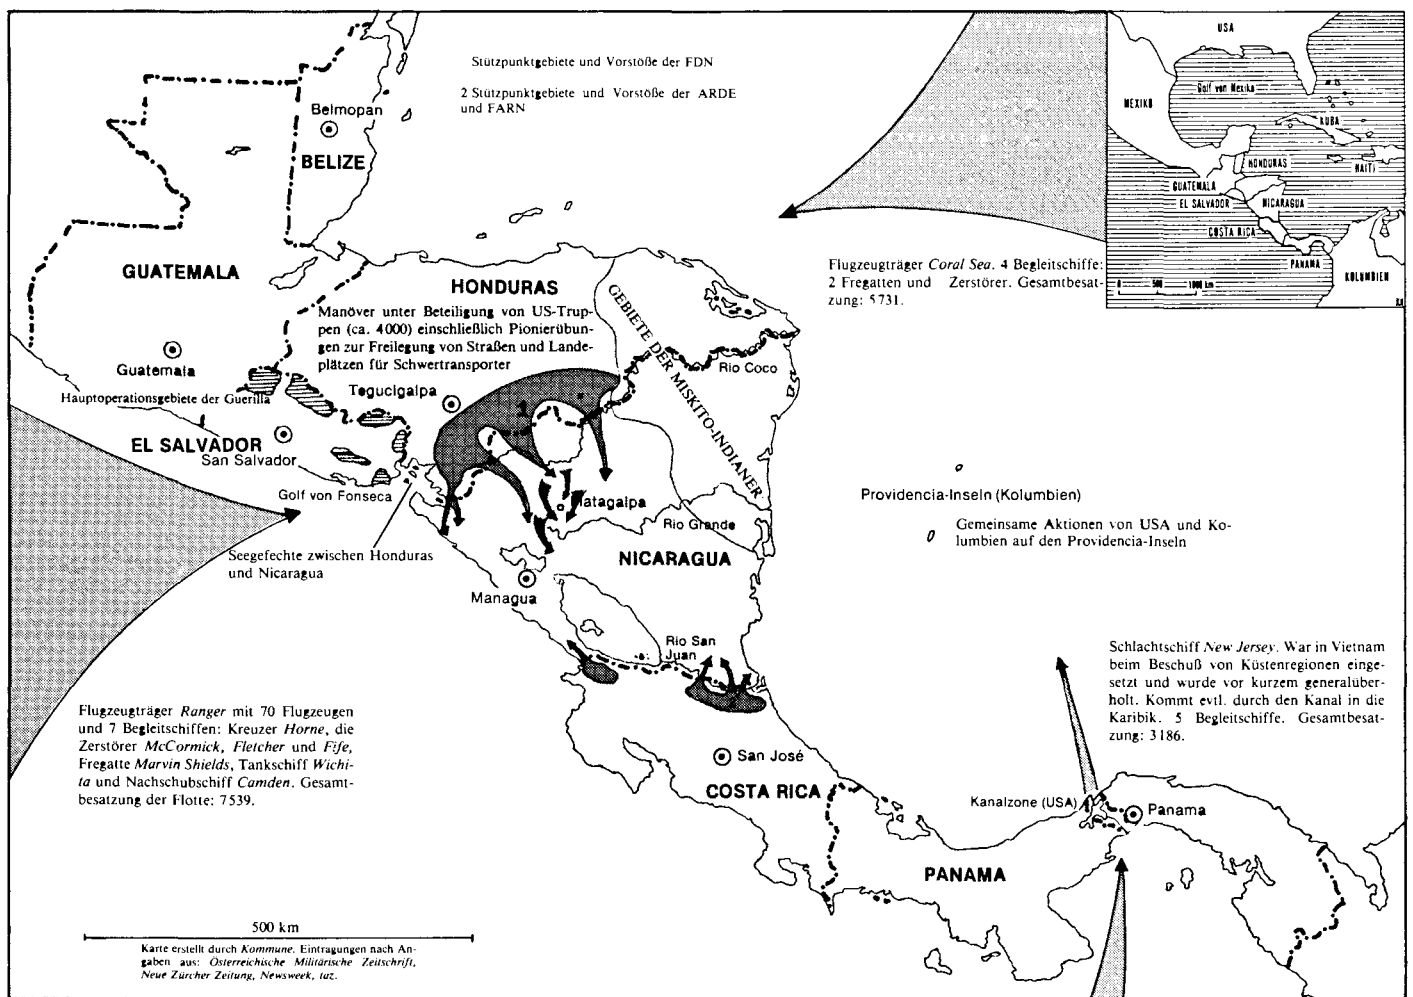 Stützpunktgebiete und Vorstöße der FDN
2 Stützpunktgebiete und Vorstöße der ARDE
und FARN
USA
Golf von Mexiko
MEXIKO
KUBA
HONDURAS
HAITI
GUATEMALA
EL SALVADOR
NICARAGUA
COSTA RICA
PANAMA
KOLUMBIEN
0 500 1000 km
Belmopan
BELIZE
GUATEMALA
HONDURAS
Manöver unter Beteiligung von US-Trup-
pen (ca. 4000) einschließlich Pionierübun-
gen zur Freilegung von Straßen und Lande-
plätzen für Schwertransporter
Flugzeugträger Coral Sea. 4 Begleitschiffe:
2 Fregatten und Zerstörer. Gesamtbesat-
zung: 5731.
GEBIETE DER MISKITO-INDIANER
Rio Coco
Guatemala
Tegucigalpa
Hauptoperationsgebiete der Guerilla
1
EL SALVADOR
San Salvador
Golf von Fonseca
Matagalpa
Rio Grande
Providencia-Inseln (Kolumbien)
Gemeinsame Aktionen von USA und Ko-
lumbien auf den Providencia-Inseln
Seegefechte zwischen Honduras
und Nicaragua
NICARAGUA
Managua
Rio San
Juan
Schlachtschiff New Jersey. War in Vietnam
beim Beschuß von Küstenregionen einge-
setzt und wurde vor kurzem generalüber-
holt. Kommt evtl. durch den Kanal in die
Karibik. 5 Begleitschiffe. Gesamtbesat-
zung: 3186.
Flugzeugträger Ranger mit 70 Flugzeugen
und 7 Begleitschiffen: Kreuzer Horne, die
Zerstörer McCormick, Fletcher und Fife,
Fregatte Marvin Shields, Tankschiff Wichi-
ta und Nachschubschiff Camden. Gesamt-
besatzung der Flotte: 7539.
San José
COSTA RICA
Kanalzone (USA)
Panama
PANAMA
500 km
Karte erstellt durch Kommune. Eintragungen nach An-
gaben aus: Österreichische Militärische Zeitschrift,
Neue Zürcher Zeitung, Newsweek, taz.